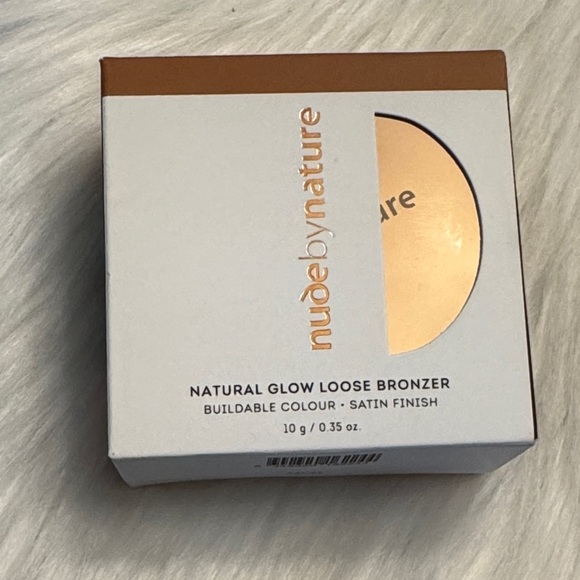 nudebynature
ure
NATURAL GLOW LOOSE BRONZER
BUILDABLE COLOUR • SATIN FINISH
10 g / 0.35 oz.